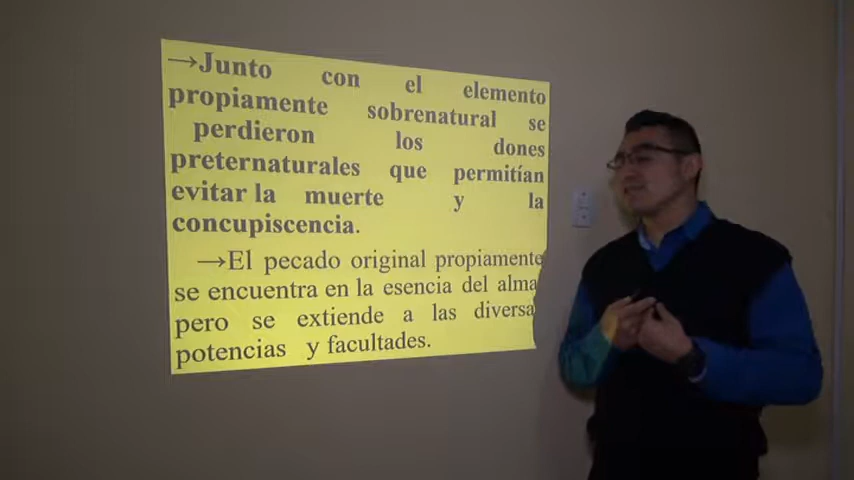 →Junto con el elemento
propiamente sobrenatural se
perdieron los dones
preternaturales que permitían
evitar la muerte y la
concupiscencia.
→El pecado original propiamente
se encuentra en la esencia del alma
pero se extiende a las diversa
potencias y facultades.